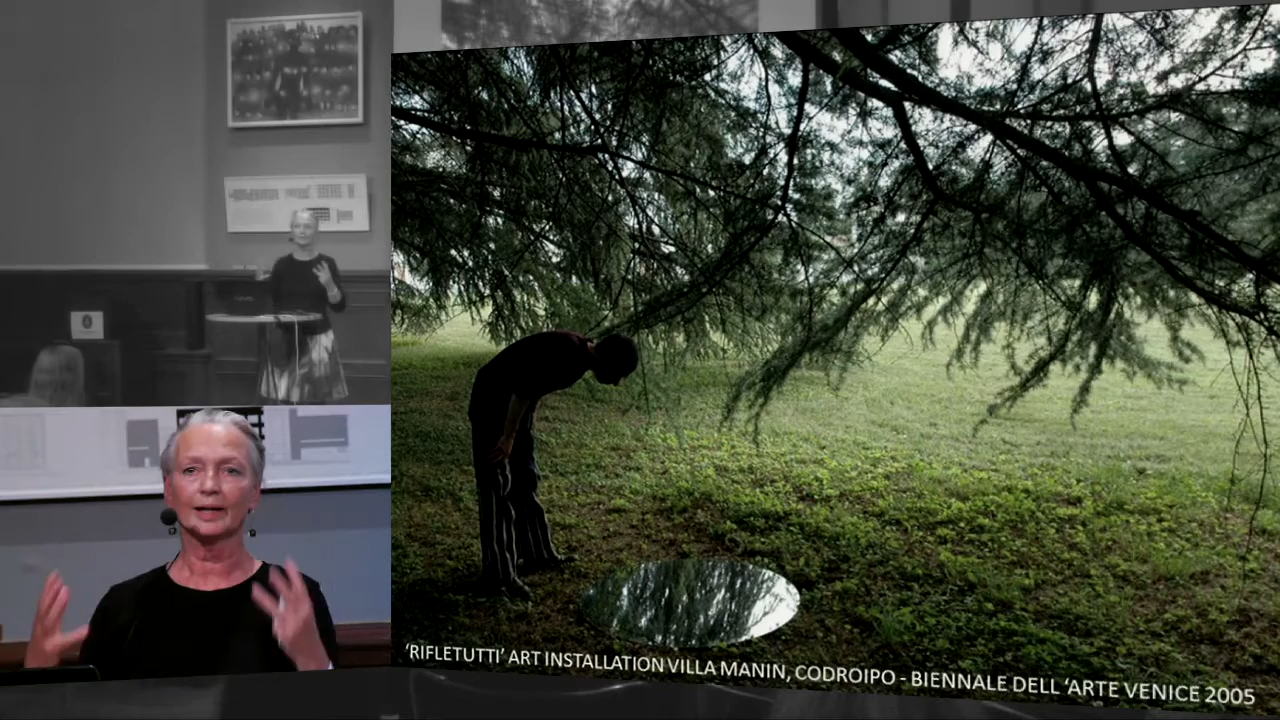 ‘RIFLETUTTI’ ART INSTALLATION VILLA MANIN, CODROIPO - BIENNALE DELL ‘ARTE VENICE 2005